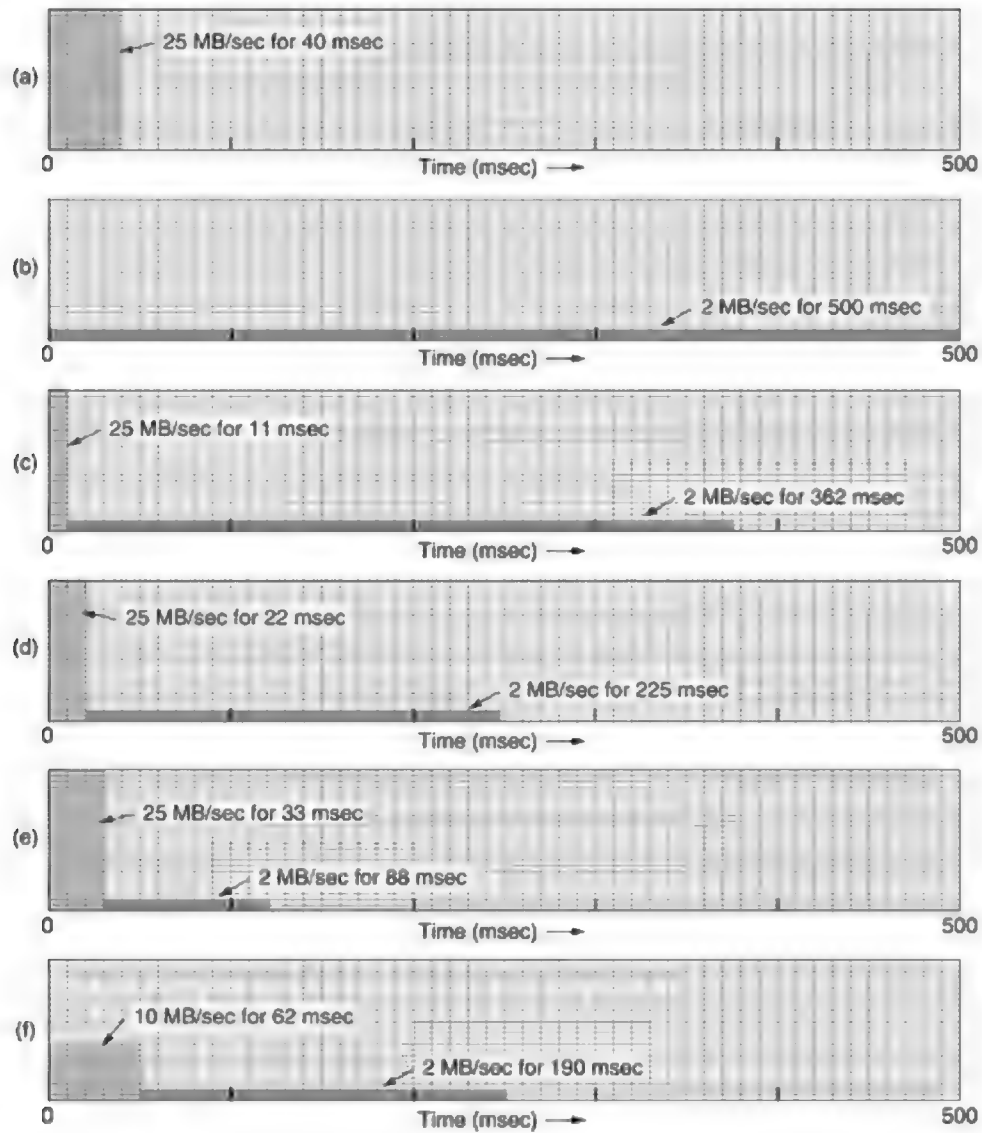 25 MB/sec for 40 msec
(a)
0 Time (msec) 500
(b)
2 MB/sec for 500 msec
0 Time (msec) 500
25 MB/sec for 11 msec
(c)
2 MB/sec for 362 msec
0 Time (msec) 500
25 MB/sec for 22 msec
(d)
2 MB/sec for 225 msec
0 Time (msec) 500
25 MB/sec for 33 msec
(e)
2 MB/sec for 88 msec
0 Time (msec) 500
10 MB/sec for 62 msec
(f)
2 MB/sec for 190 msec
0 Time (msec) 500